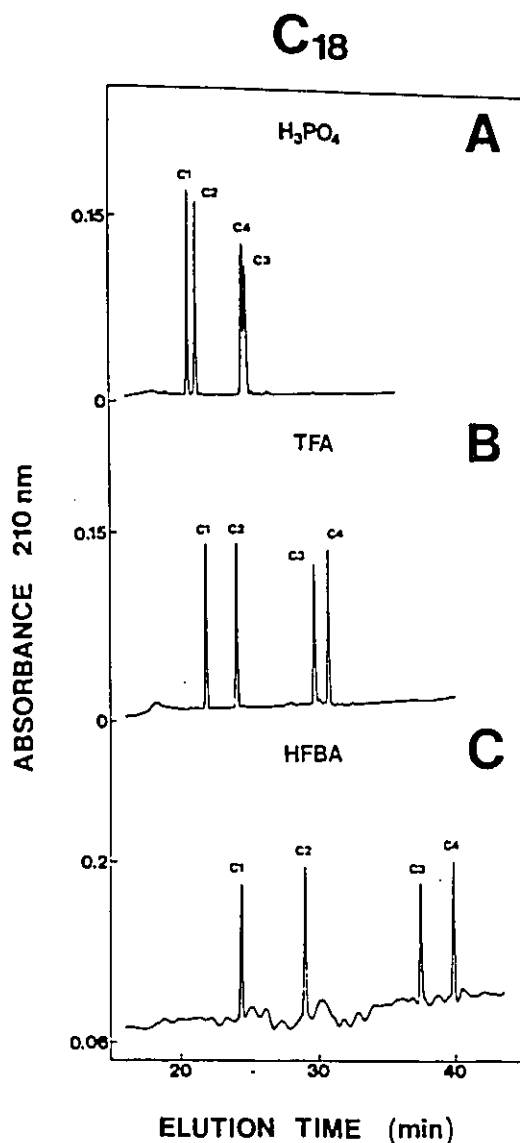 C₁₈
H₃PO₄
A
C1
C2
C4
C3
0.15
0
TFA
B
C1
C2
C3
C4
0.15
0
HFBA
C
C1
C2
C3
C4
0.2
0.06
20
30
40
ABSORBANCE 210 nm
ELUTION TIME (min)